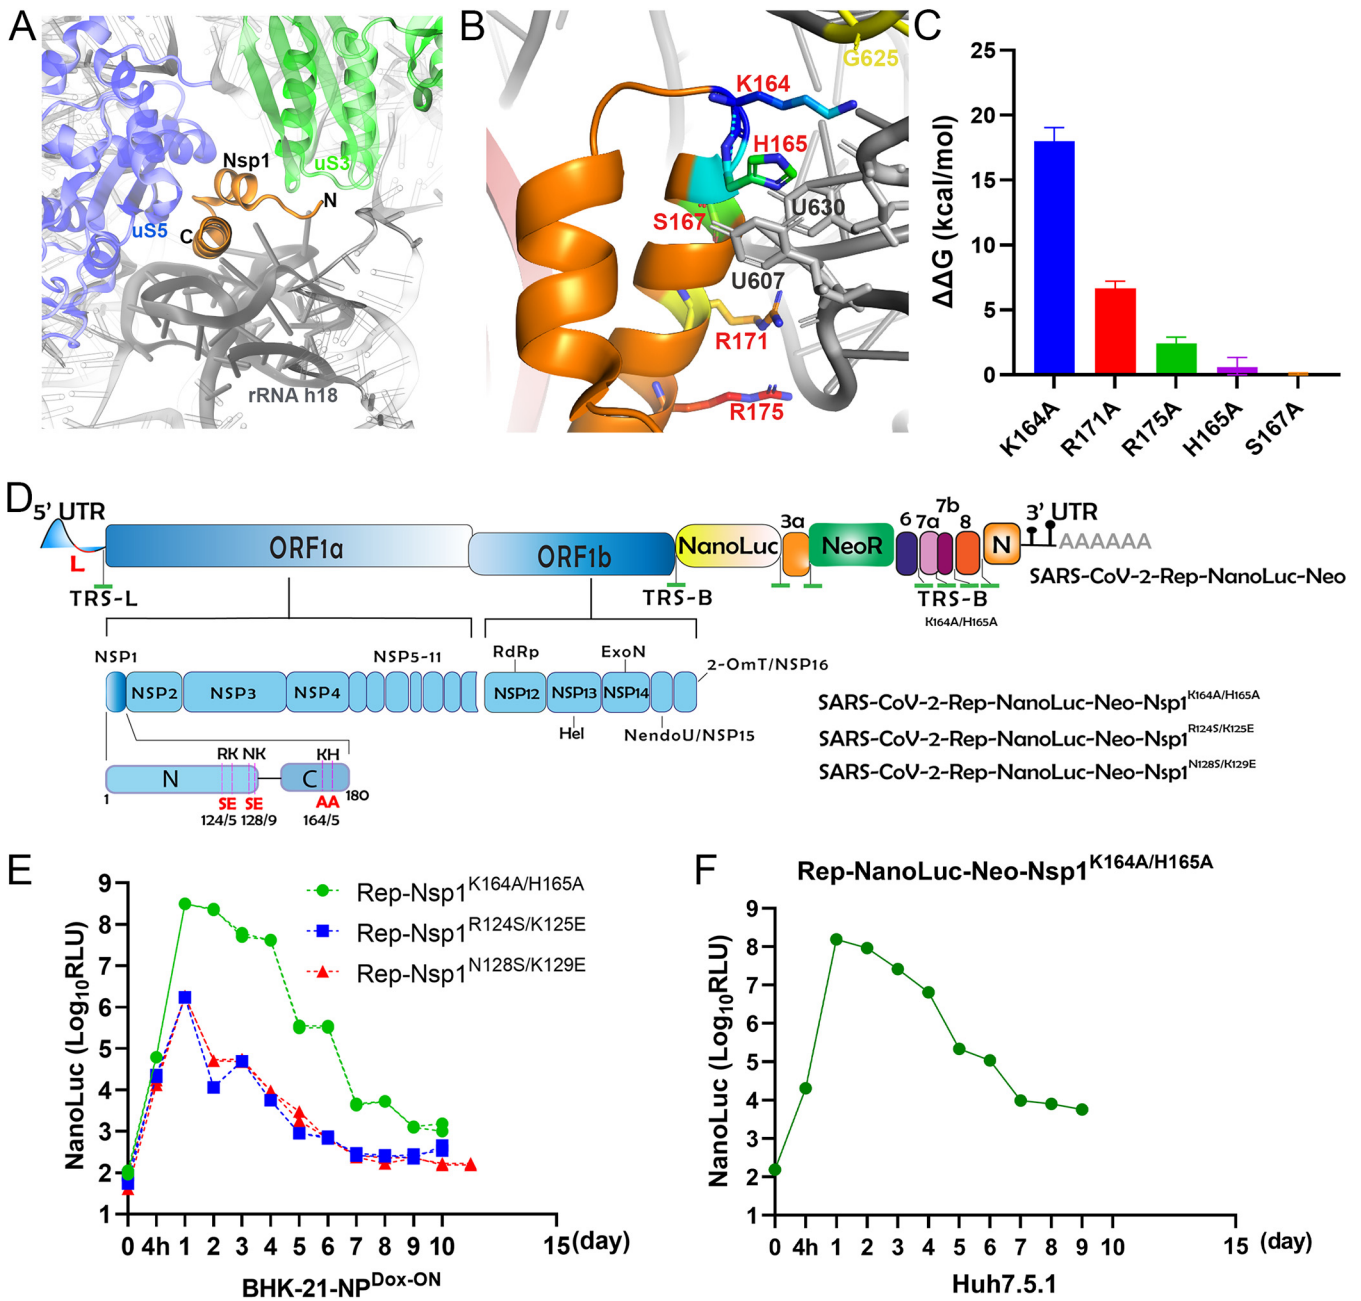 A
Nsp1
uS3
N
uS5
C
rRNA h18
B
G625
K164
H165
S167
U630
U607
R171
R175
C
ΔΔG (kcal/mol)
25
20
15
10
5
0
K164A
R171A
R175A
H165A
S167A
D
5' UTR
L
TRS-L
ORF1a
ORF1b
TRS-B
NanoLuc
3a
NeoR
6
7a
7b
8
N
3' UTR
AAAAAA
SARS-CoV-2-Rep-NanoLuc-Neo
TRS-B
K164A/H165A
NSP1
NSP2
NSP3
NSP4
NSP5-11
RdRp
ExoN
2-OmT/NSP16
NSP12
NSP13
NSP14
Hel
NendoU/NSP15
SARS-CoV-2-Rep-NanoLuc-Neo-Nsp1K164A/H165A
SARS-CoV-2-Rep-NanoLuc-Neo-Nsp1R124S/K125E
SARS-CoV-2-Rep-NanoLuc-Neo-Nsp1N128S/K129E
RK NK KH
N
C
1
180
SE SE AA
124/5 128/9 164/5
E
NanoLuc (Log10RLU)
9
8
7
6
5
4
3
2
1
Rep-Nsp1K164A/H165A
Rep-Nsp1R124S/K125E
Rep-Nsp1N128S/K129E
0 4h 1 2 3 4 5 6 7 8 9 10 15 (day)
BHK-21-NPDox-ON
F
Rep-NanoLuc-Neo-Nsp1K164A/H165A
NanoLuc (Log10RLU)
9
8
7
6
5
4
3
2
1
0 4h 1 2 3 4 5 6 7 8 9 10 15 (day)
Huh7.5.1